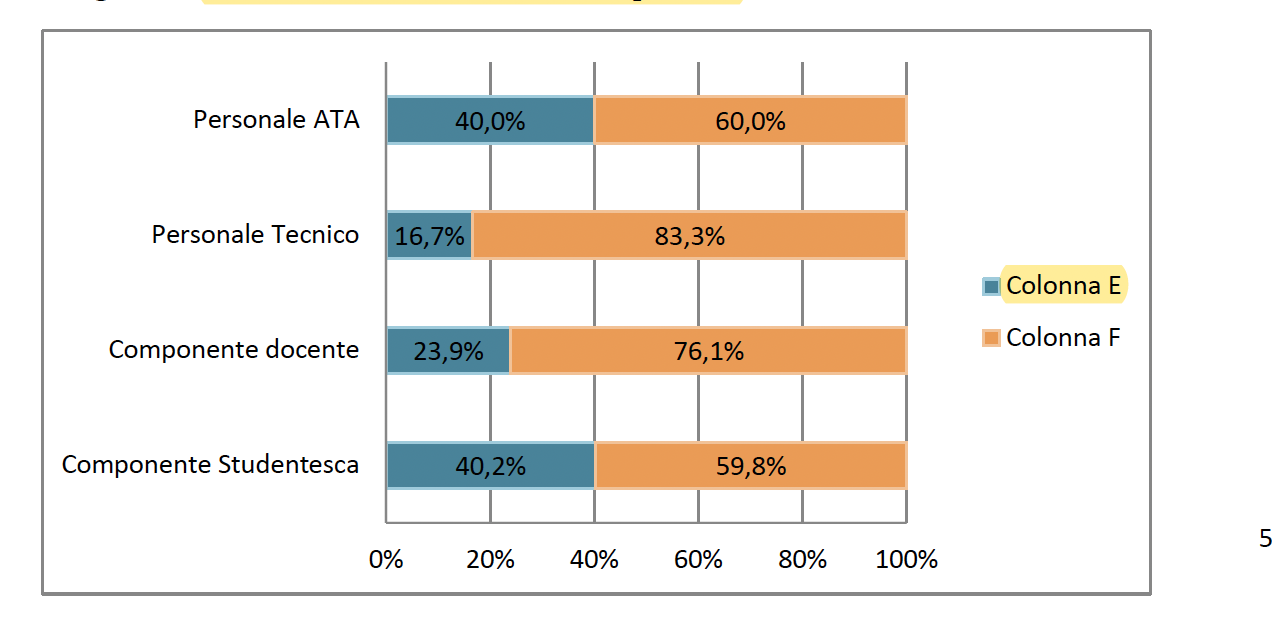 Personale ATA 40,0% 60,0%
Personale Tecnico 16,7% 83,3%
Componente docente 23,9% 76,1%
Componente Studentesca 40,2% 59,8%
0% 20% 40% 60% 80% 100%
Colonna E
Colonna F
5